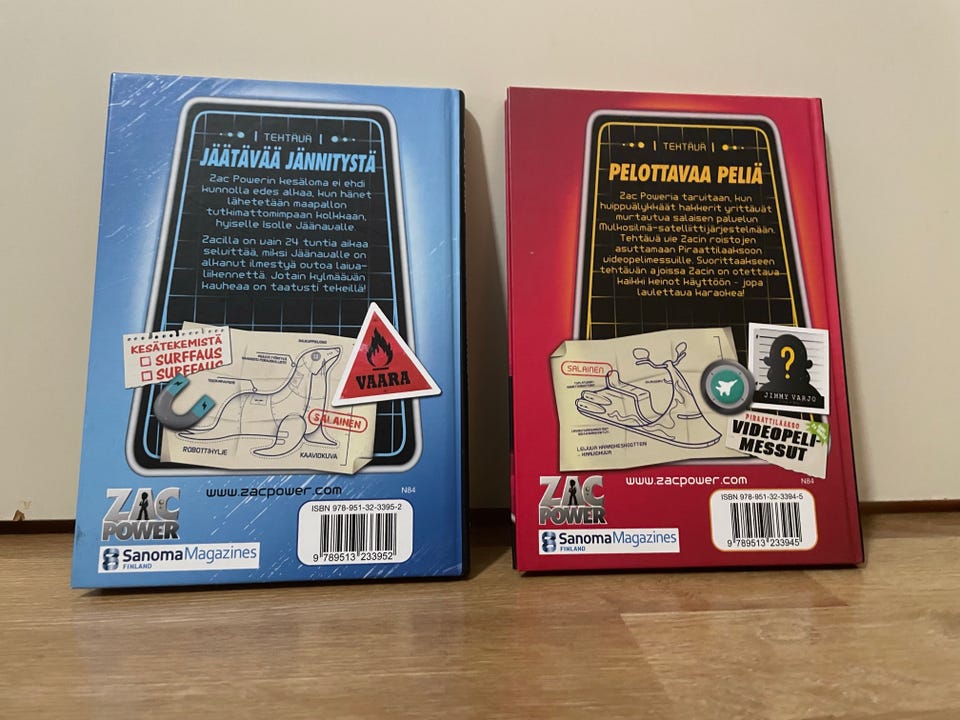 TEHTÄVÄ
JÄÄTÄVÄÄ JÄNNITYSTÄ
Zac Powerin kesäloma ei ehdi
kunnolla edes alkaa, kun hänet
lähetetään maapallon
tutkimattomimpaan kolkkaan,
hyiselle Isolle Jäänavalle.
Zacilla on vain 24 tuntia aikaa
selvittää, miksi Jäänavalle on
alkanut ilmestyä outoa laiva-
liikennettä. Jotain kylmäävän
kauheaa on taatusti tekeillä!
KESÄTEKEMISTÄ
SURFFAUS
SURFFAUS
VAARA
SALAINEN
ROBOTTIHYLJE
KAAVIOKUVA
www.zacpower.com
N84
ZAC
POWER
SanomaMagazines
FINLAND
ISBN 978-951-32-3395-2
9 789513 233952
TEHTÄVÄ
PELOTTAVAA PELIÄ
Zac Poweria tarvitaan, kun
huippuälykkäät hakkerit yrittävät
murtautua salaisen palvelun
Mulkosilmä-satelliittijärjestelmään.
Tehtävä vie Zacin roistojen
asuttamaan Piraattilaaksoon
videopelimessuille. Suorittaakseen
tehtävän ajoissa Zacin on otettava
kaikki keinot käyttöön - jopa
laulettava karaokea!
SALAINEN
LEIJUVA KARAOKESKOOTTERI
- KAAVIOKUVA
?
JIMMY VARJO
PIRAATTILAAKSO
VIDEOPELI-
MESSUT
www.zacpower.com
N84
ZAC
POWER
SanomaMagazines
FINLAND
ISBN 978-951-32-3394-5
9 789513 233945